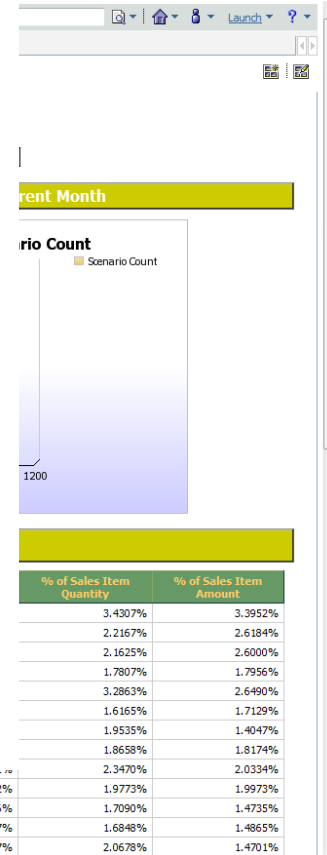 Launch ?
rent Month
rio Count
Scenario Count
1200
% of Sales Item Quantity % of Sales Item Amount
3.4307% 3.3952%
2.2167% 2.6184%
2.1625% 2.6000%
1.7807% 1.7956%
3.2863% 2.6490%
1.6165% 1.7129%
1.9535% 1.4047%
1.8658% 1.8174%
2.3470% 2.0334%
2% 1.9773% 1.9973%
% 1.7090% 1.4735%
7% 1.6848% 1.4865%
7% 2.0678% 1.4701%